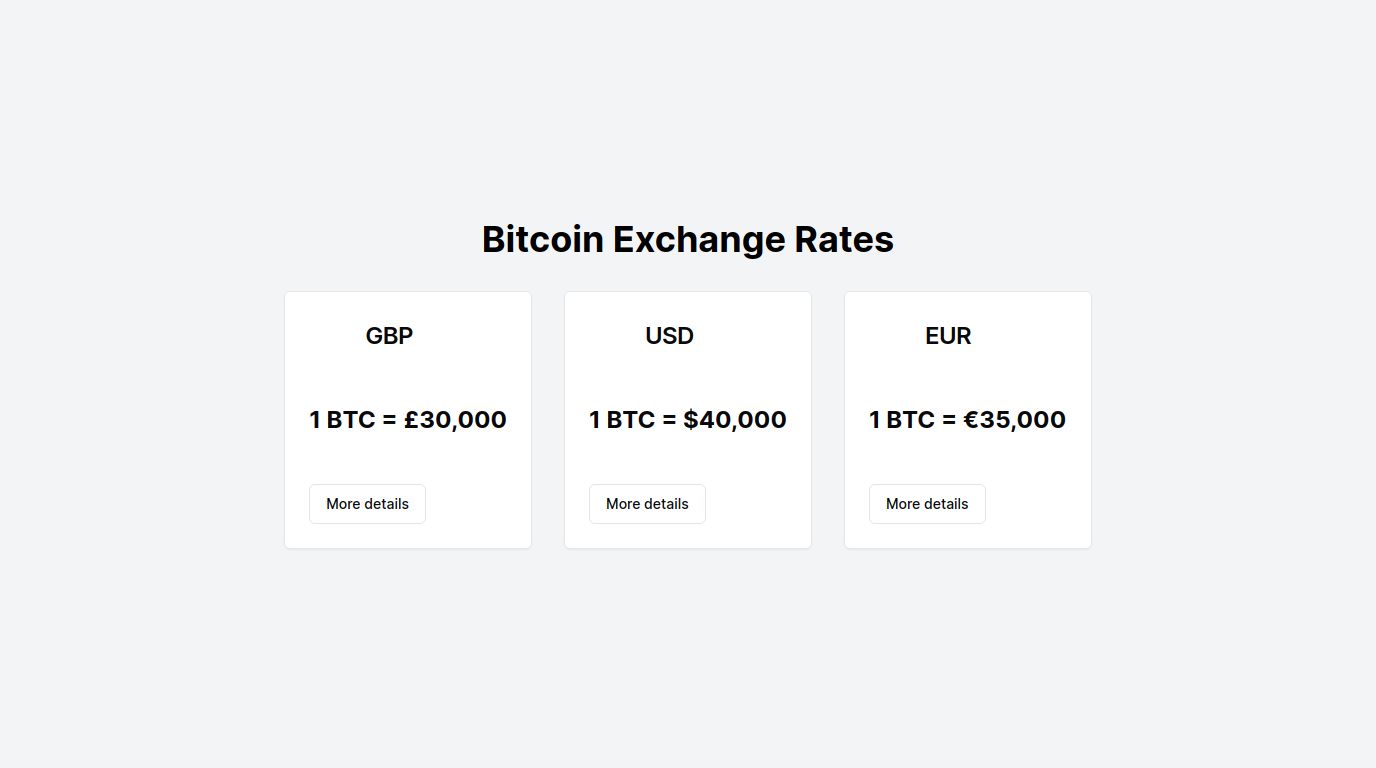 Bitcoin Exchange Rates
GBP
1 BTC = £30,000
More details
USD
1 BTC = $40,000
More details
EUR
1 BTC = €35,000
More details